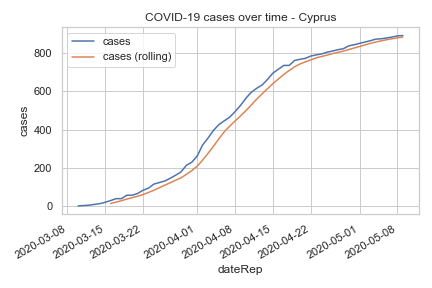 COVID-19 cases over time - Cyprus
cases
cases (rolling)
800
600
400
200
0
cases
2020-03-08
2020-03-15
2020-03-22
2020-04-01
2020-04-08
2020-04-15
2020-04-22
2020-05-01
2020-05-08
dateRep